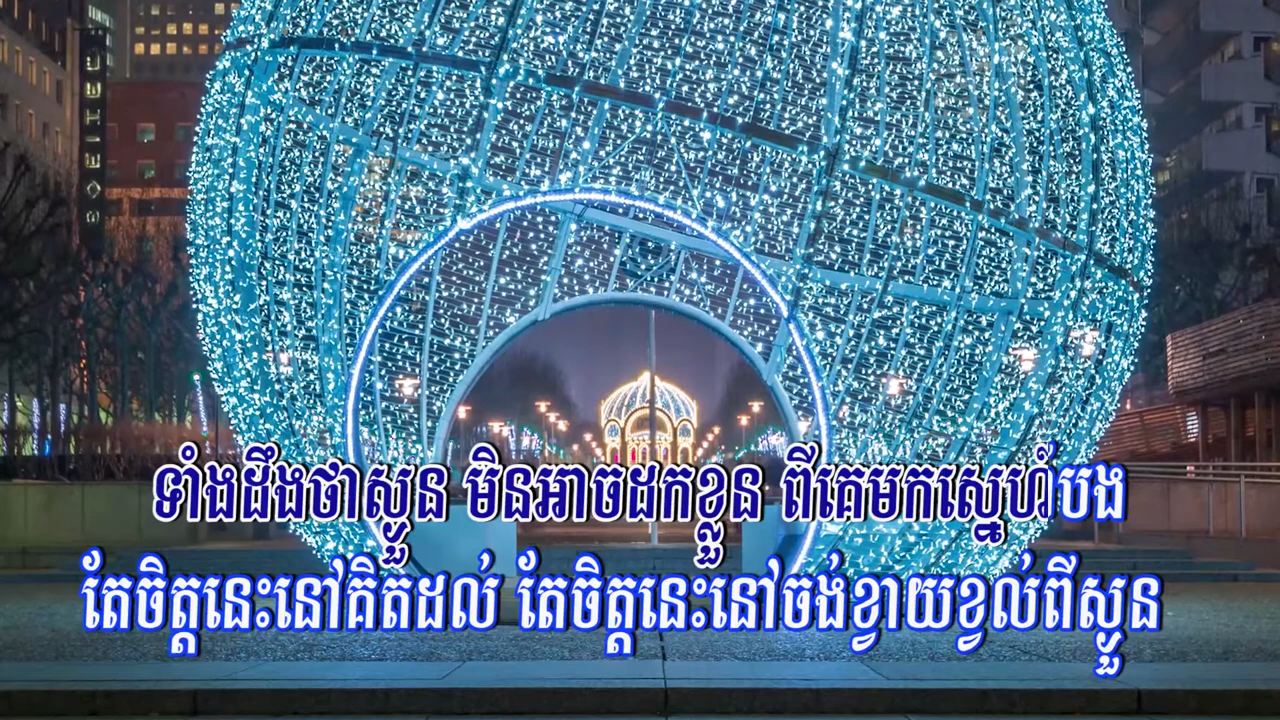 ទាំងដឹងថាស្ងួន មិនអាចដកខ្លួន ពីគេមកស្នេហ៍បង
តែចិត្តនេះនៅគិតដល់ តែចិត្តនេះនៅចង់ខ្វាយខ្វល់ពីស្ងួន